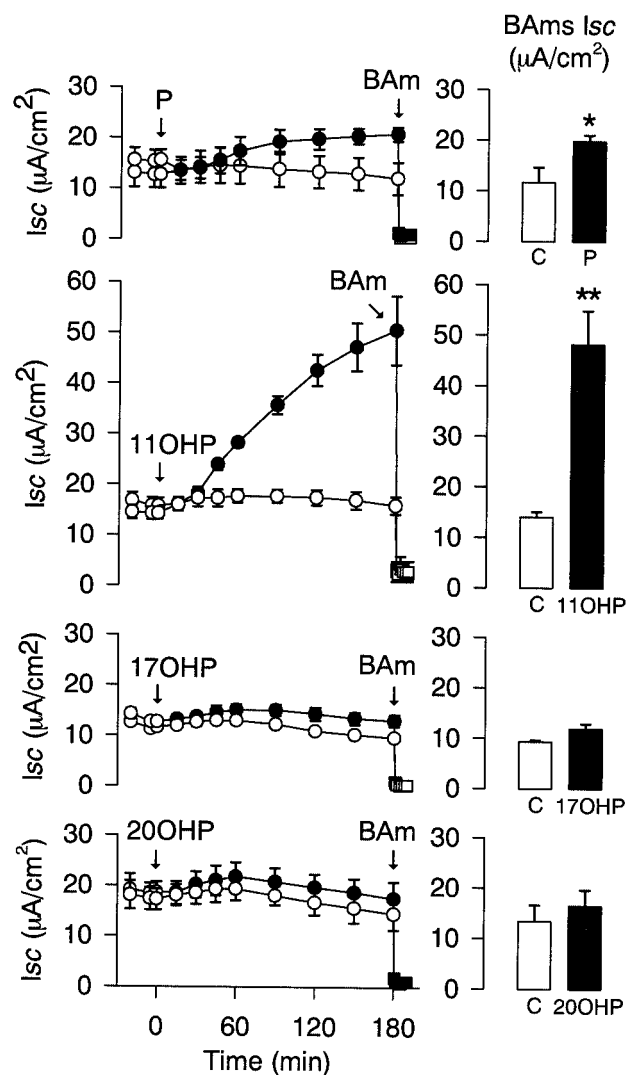 BAms Isc
(μA/cm²)
P
BAm
Isc (μA/cm²)
30
20
10
0
30
20
10
0
*
C P
BAm
11OHP
Isc (μA/cm²)
60
50
40
30
20
10
0
60
50
40
30
20
10
0
**
C 11OHP
17OHP
BAm
Isc (μA/cm²)
30
20
10
0
30
20
10
0
C 17OHP
20OHP
BAm
Isc (μA/cm²)
30
20
10
0
30
20
10
0
C 20OHP
0 60 120 180
Time (min)